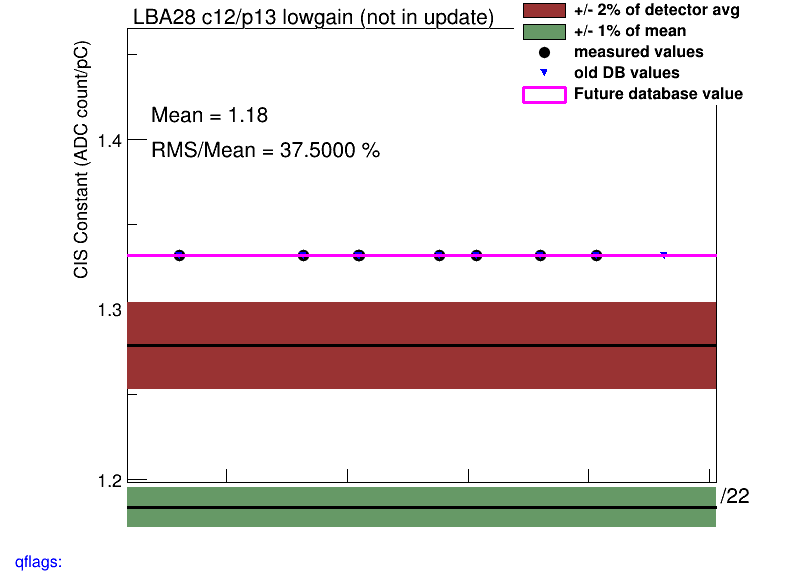 LBA28 c12/p13 lowgain (not in update)
+/- 2% of detector avg
+/- 1% of mean
measured values
old DB values
Future database value
CIS Constant (ADC count/pC)
Mean = 1.18
RMS/Mean = 37.5000 %
1.4
1.3
1.2
/22
qflags: